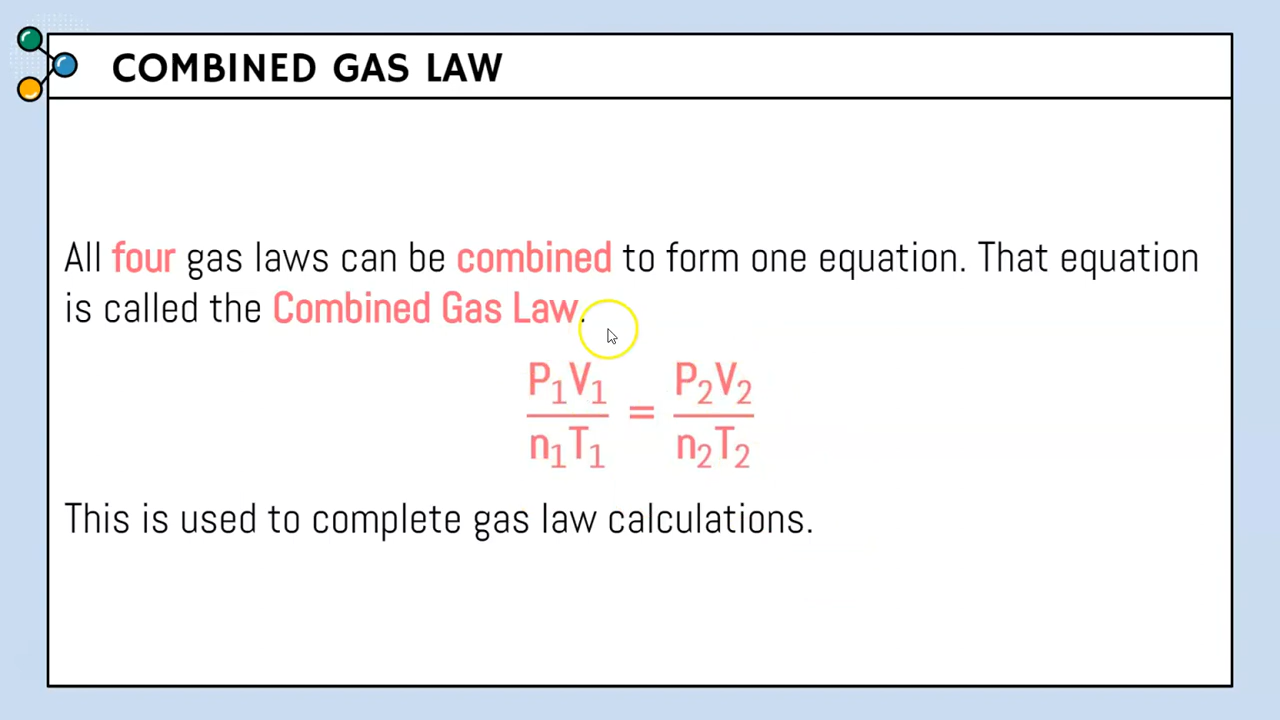 COMBINED GAS LAW
All four gas laws can be combined to form one equation. That equation
is called the Combined Gas Law.
P₁V₁ / n₁T₁ = P₂V₂ / n₂T₂
This is used to complete gas law calculations.